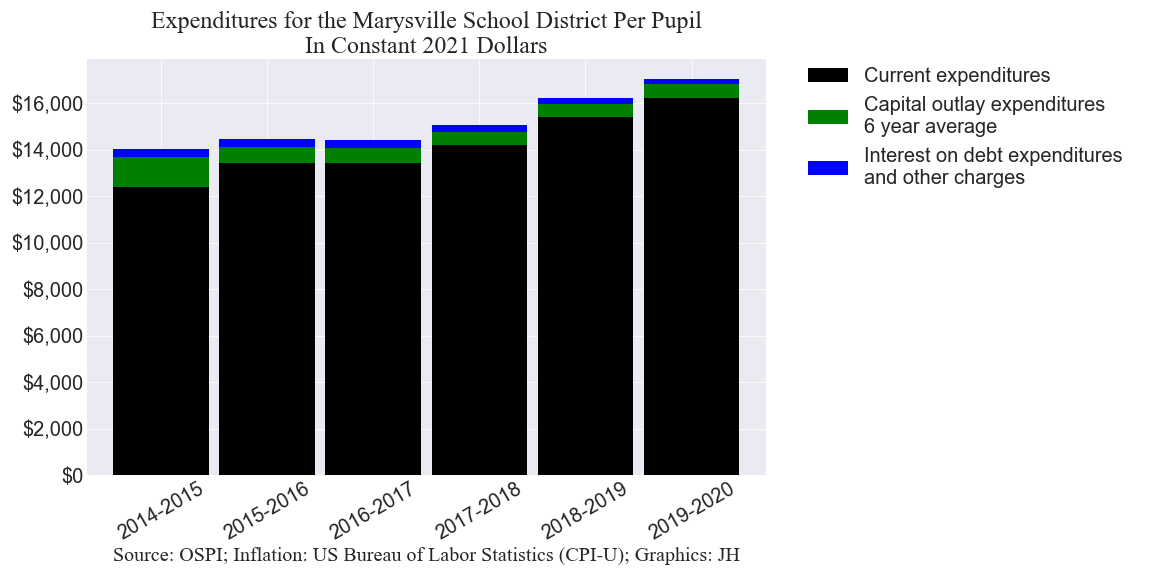 Expenditures for the Marysville School District Per Pupil
In Constant 2021 Dollars
Current expenditures
Capital outlay expenditures
6 year average
Interest on debt expenditures
and other charges
$16,000
$14,000
$12,000
$10,000
$8,000
$6,000
$4,000
$2,000
$0
2014-2015
2015-2016
2016-2017
2017-2018
2018-2019
2019-2020
Source: OSPI; Inflation: US Bureau of Labor Statistics (CPI-U); Graphics: JH